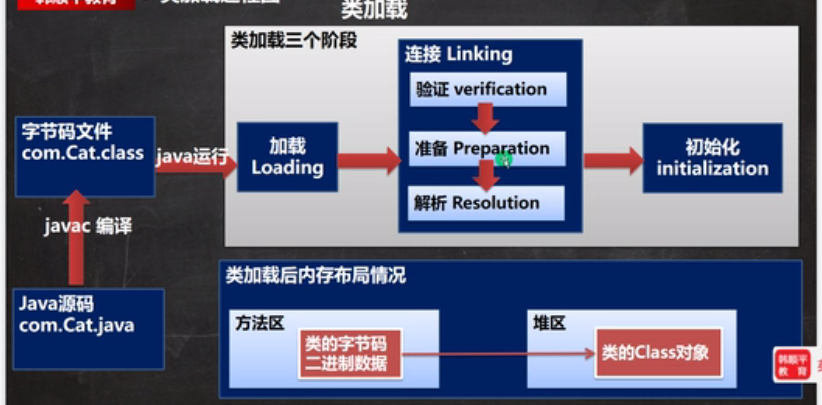 类加载
类加载三个阶段
连接 Linking
验证 verification
字节码文件
com.Cat.class
java运行
加载
Loading
准备 Preparation
初始化
initialization
解析 Resolution
javac 编译
类加载后内存布局情况
Java源码
com.Cat.java
方法区
类的字节码
二进制数据
堆区
类的Class对象
韩顺平
教育